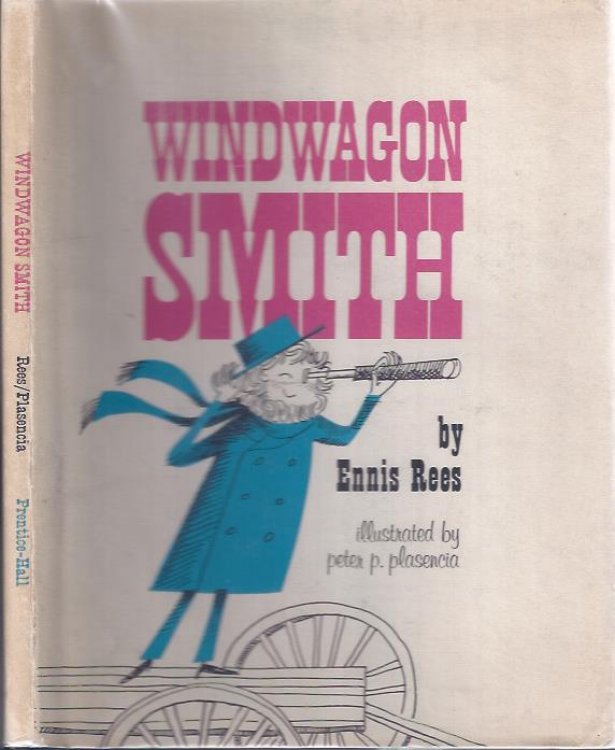 WINDWAGON SMITH
Rees/Plasencia
Prentice-Hall
WINDWAGON
SMITH
by
Ennis Rees
illustrated by
peter p. plasencia